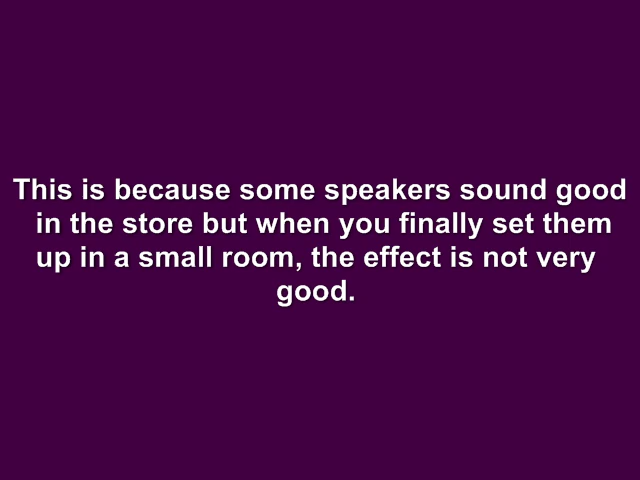 This is because some speakers sound good
in the store but when you finally set them
up in a small room, the effect is not very
good.